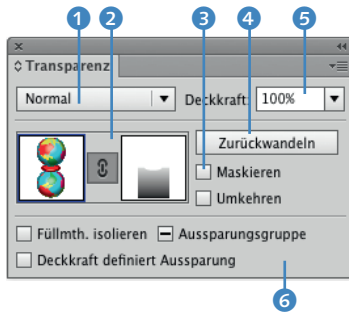 1 2 3 4 5
Transparenz
Normal Deckkraft: 100%
Zurückwandeln
Maskieren
Umkehren
Füllmth. isolieren Aussparungsgruppe
Deckkraft definiert Aussparung
6